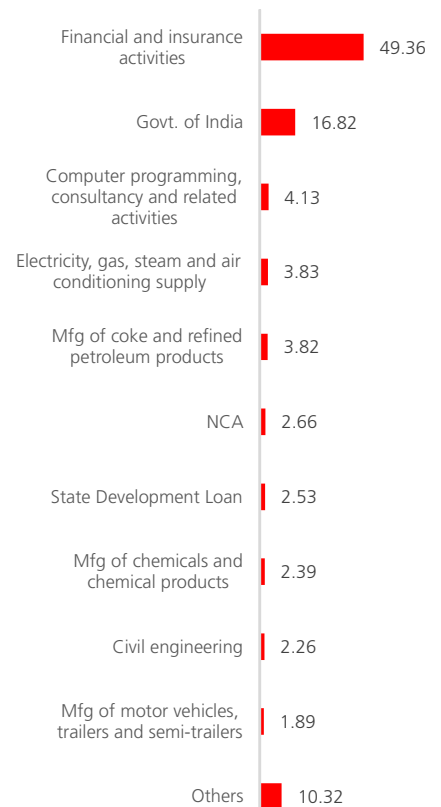 Financial and insurance
activities
49.36
Govt. of India
16.82
Computer programming,
consultancy and related
activities
4.13
Electricity, gas, steam and air
conditioning supply
3.83
Mfg of coke and refined
petroleum products
3.82
NCA
2.66
State Development Loan
2.53
Mfg of chemicals and
chemical products
2.39
Civil engineering
2.26
Mfg of motor vehicles,
trailers and semi-trailers
1.89
Others
10.32